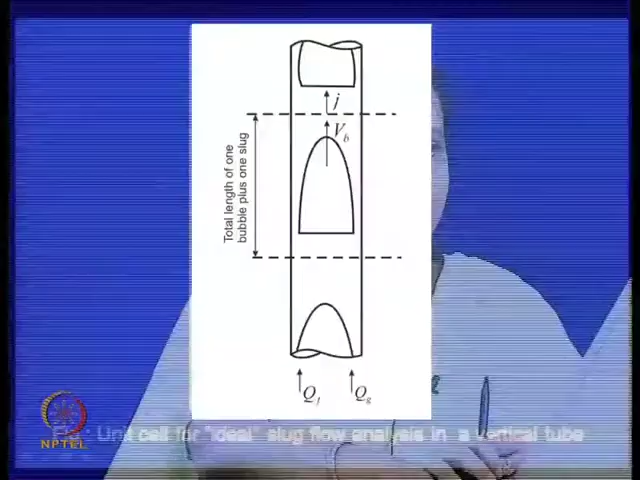 j
V_b
Total length of one
bubble plus one slug
Q_f
Q_g
Unit cell for "ideal" slug flow analysis in a vertical tube
NPTEL